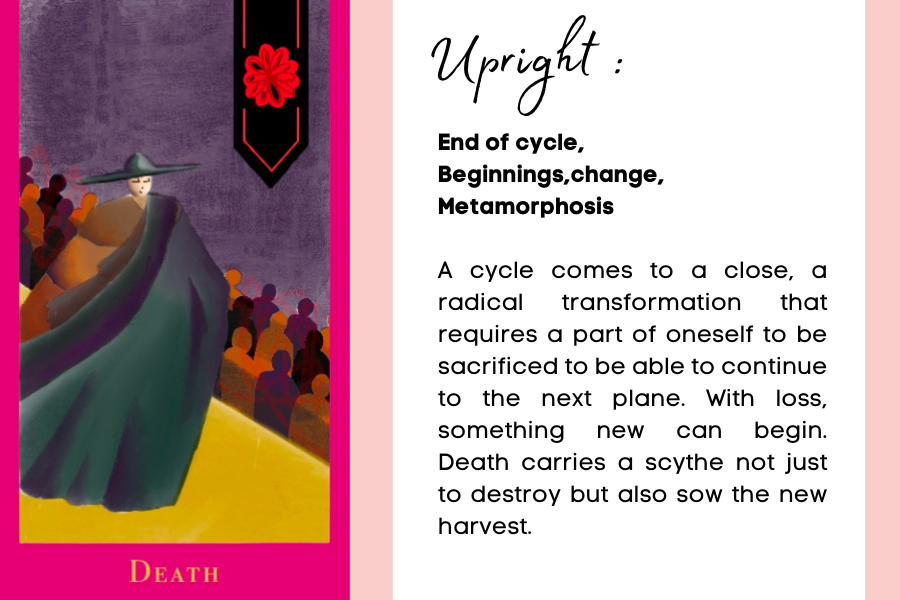 Upright :
End of cycle,
Beginnings,change,
Metamorphosis
A cycle comes to a close, a
radical transformation that
requires a part of oneself to be
sacrificed to be able to continue
to the next plane. With loss,
something new can begin.
Death carries a scythe not just
to destroy but also sow the new
harvest.
Death